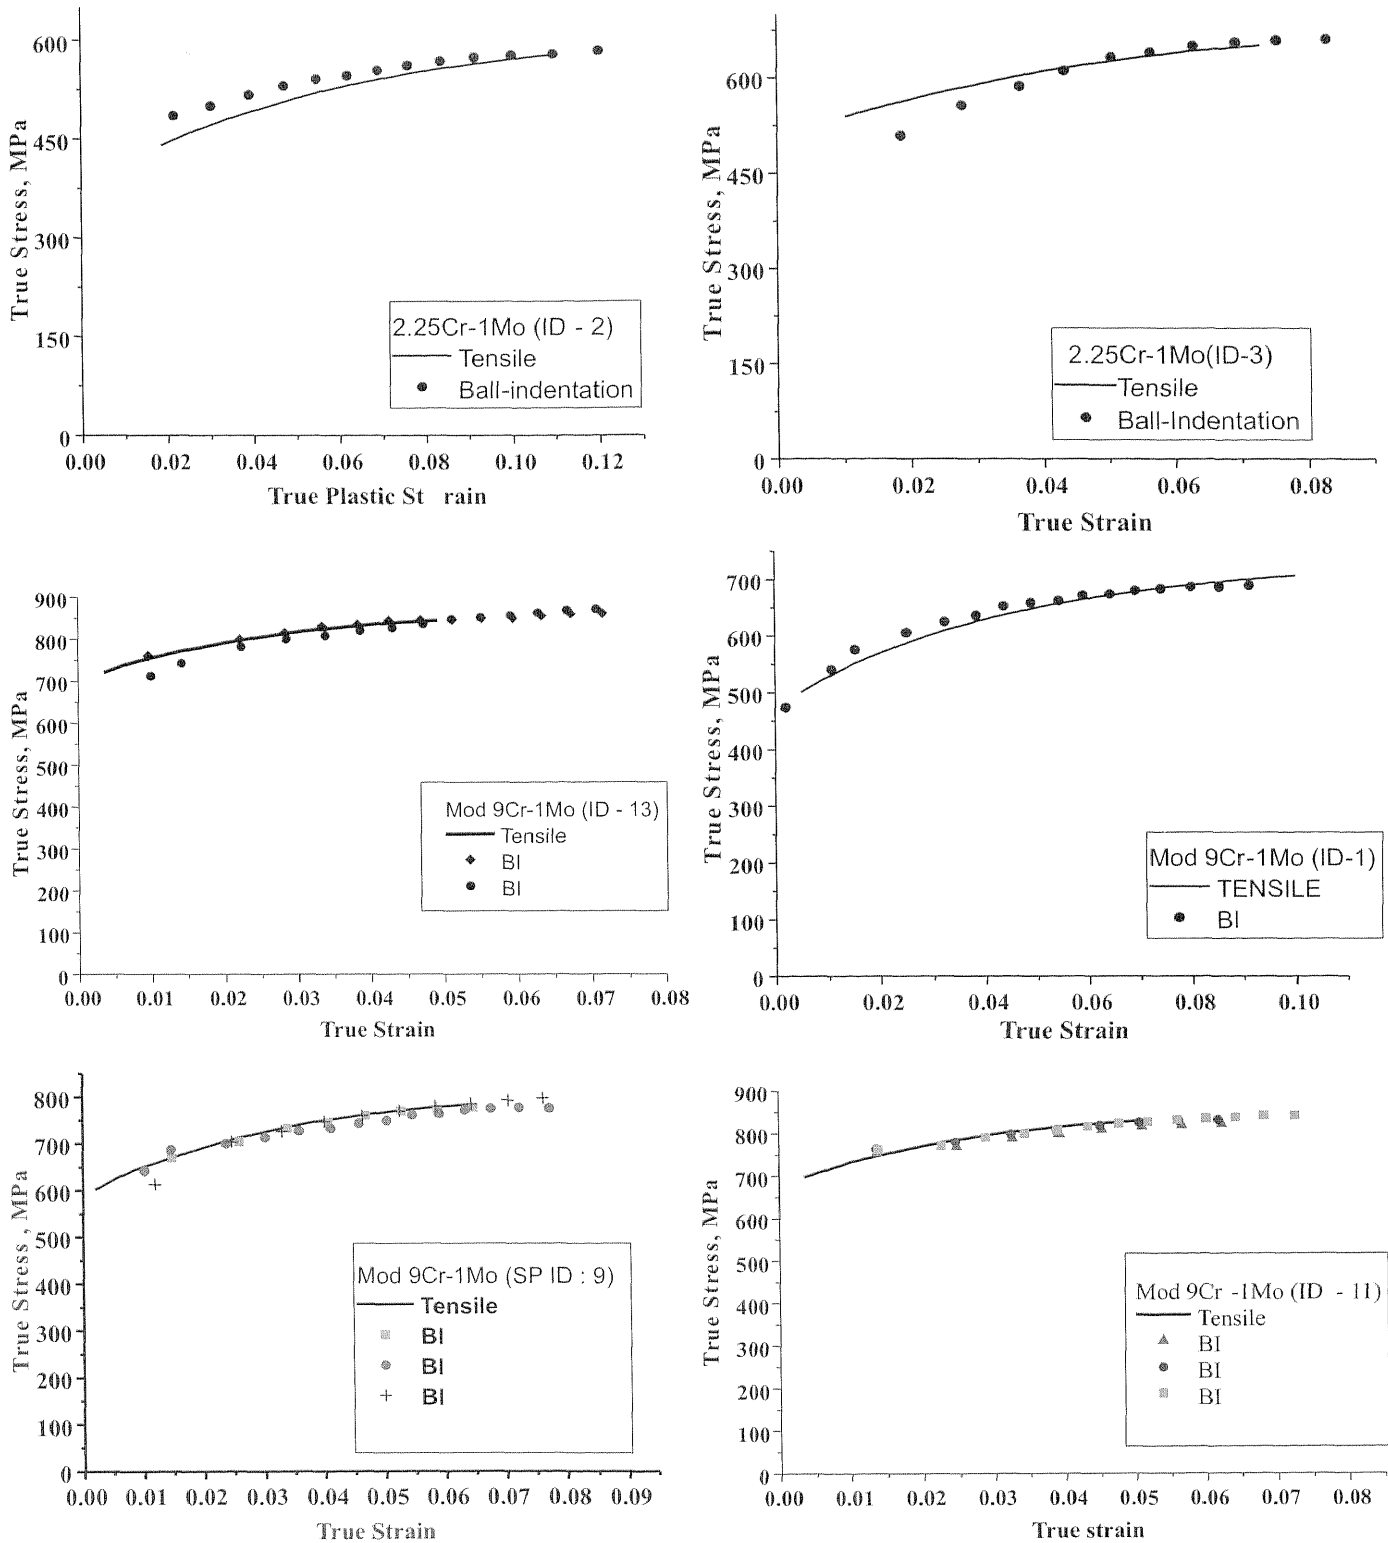 600
450
300
150
0
True Stress, MPa
2.25Cr-1Mo (ID - 2)
Tensile
Ball-indentation
0.00 0.02 0.04 0.06 0.08 0.10 0.12
True Plastic St rain
600
450
300
150
0
True Stress, MPa
2.25Cr-1Mo(ID-3)
Tensile
Ball-Indentation
0.00 0.02 0.04 0.06 0.08
True Strain
900
800
700
600
500
400
300
200
100
0
True Stress, MPa
Mod 9Cr-1Mo (ID - 13)
Tensile
BI
BI
0.00 0.01 0.02 0.03 0.04 0.05 0.06 0.07 0.08
True Strain
700
600
500
400
300
200
100
0
True Stress, MPa
Mod 9Cr-1Mo (ID-1)
TENSILE
BI
0.00 0.02 0.04 0.06 0.08 0.10
True Strain
800
700
600
500
400
300
200
100
0
True Stress , MPa
Mod 9Cr-1Mo (SP ID : 9)
Tensile
BI
BI
BI
0.00 0.01 0.02 0.03 0.04 0.05 0.06 0.07 0.08 0.09
True Strain
900
800
700
600
500
400
300
200
100
0
True Stress, MPa
Mod 9Cr -1Mo (ID - 11)
Tensile
BI
BI
BI
0.00 0.01 0.02 0.03 0.04 0.05 0.06 0.07 0.08
True strain